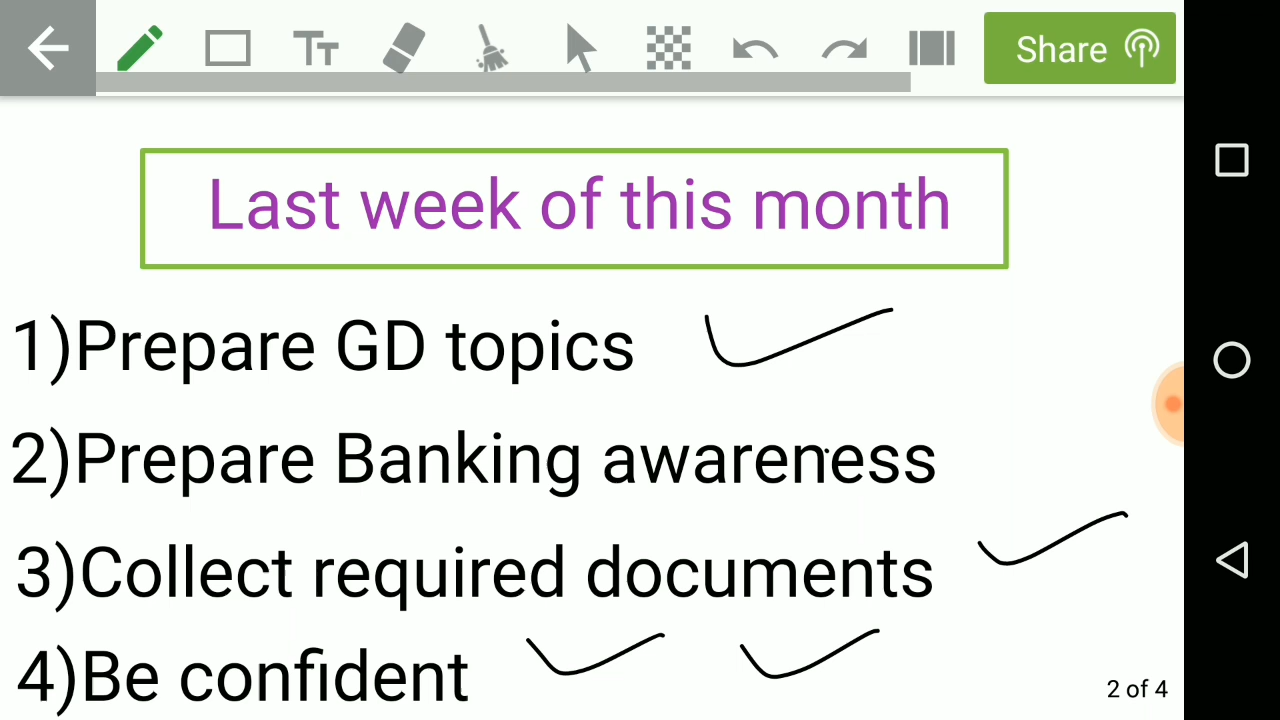 Share
Last week of this month
1)Prepare GD topics
2)Prepare Banking awareness
3)Collect required documents
4)Be confident
2 of 4